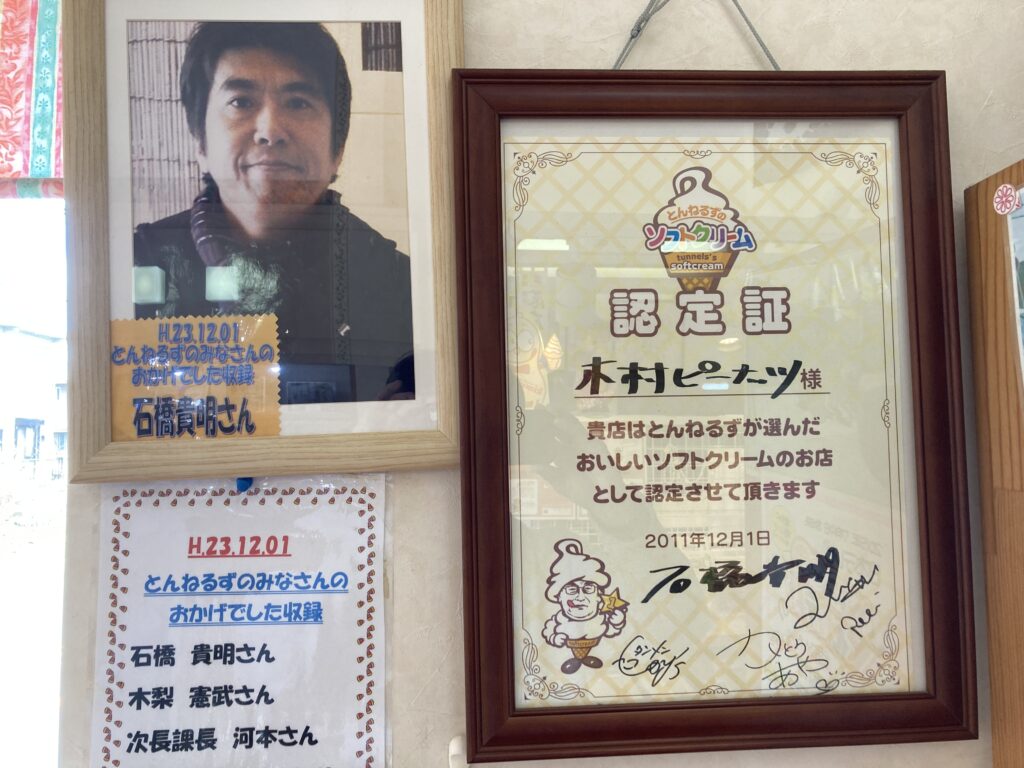 H.23.12.01
とんねるずのみなさんの
おかげでした収録
石橋貴明さん
H.23.12.01
とんねるずのみなさんの
おかげでした収録
石橋 貴明さん
木梨 憲武さん
次長課長 河本さん
とんねるずの
ソフトクリーム
tunnels's
softcream
認定証
木村ピーナツ様
貴店はとんねるずが選んだ
おいしいソフトクリームのお店
として認定させて頂きます
2011年12月1日
石橋貴明